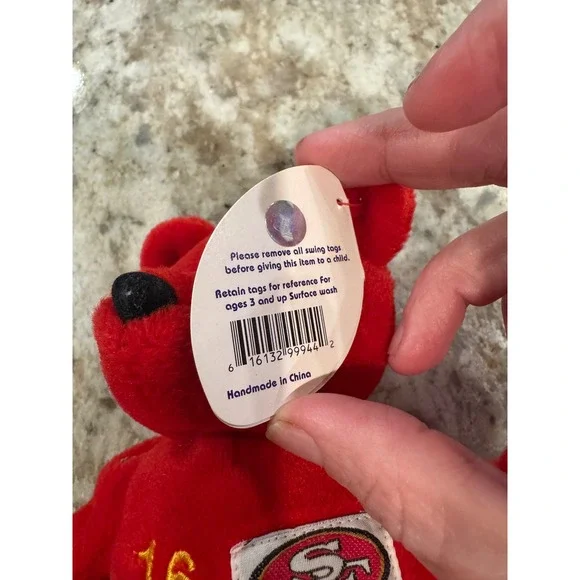 Please remove all swing tags
before giving this item to a child.
Retain tags for reference For
ages 3 and up Surface wash
6 16132 99944 2
Handmade in China
16
SF